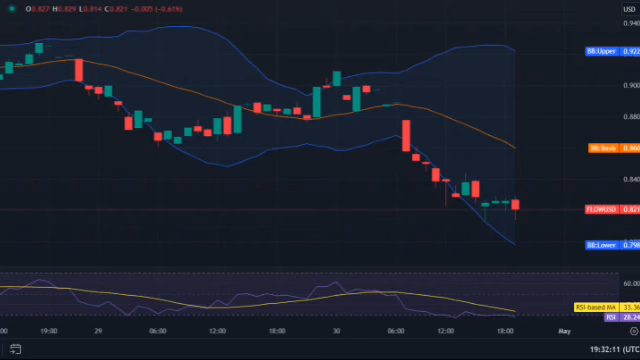 O0.827 H0.829 L0.814 C0.821 -0.005 (-0.61%)
USD
0.940
BB:Upper 0.922
0.900
0.880
BB:Basis 0.860
0.840
FLOWUSD 0.821
BB:Lower 0.798
60.00
RSI-based MA 33.36
RSI 28.24
19:00 29 06:00 12:00 18:00 30 06:00 12:00 18:00 May
19:32:11 (UTC